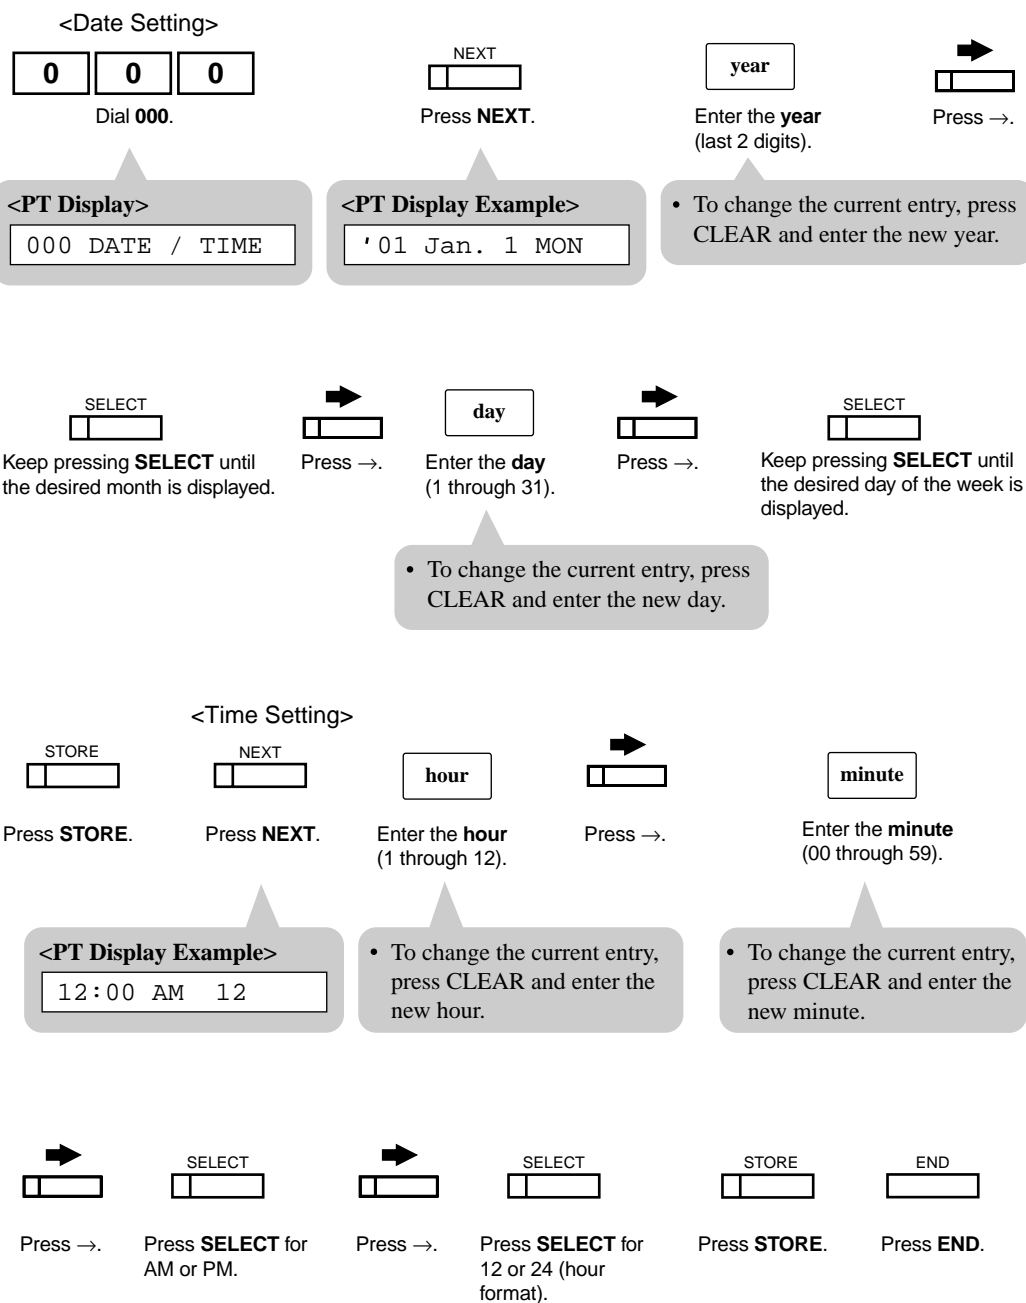 <Date Setting>
0 0 0
Dial 000.
NEXT
Press NEXT.
year
Enter the year
(last 2 digits).
Press →.
<PT Display>
000 DATE / TIME
<PT Display Example>
'01 Jan. 1 MON
• To change the current entry, press
CLEAR and enter the new year.
SELECT
Keep pressing SELECT until
the desired month is displayed.
Press →.
day
Enter the day
(1 through 31).
Press →.
SELECT
Keep pressing SELECT until
the desired day of the week is
displayed.
• To change the current entry, press
CLEAR and enter the new day.
STORE
Press STORE.
<Time Setting>
NEXT
Press NEXT.
hour
Enter the hour
(1 through 12).
Press →.
minute
Enter the minute
(00 through 59).
<PT Display Example>
12:00 AM 12
• To change the current entry,
press CLEAR and enter the
new hour.
• To change the current entry,
press CLEAR and enter the
new minute.
Press →.
SELECT
Press SELECT for
AM or PM.
Press →.
SELECT
Press SELECT for
12 or 24 (hour
format).
STORE
Press STORE.
END
Press END.